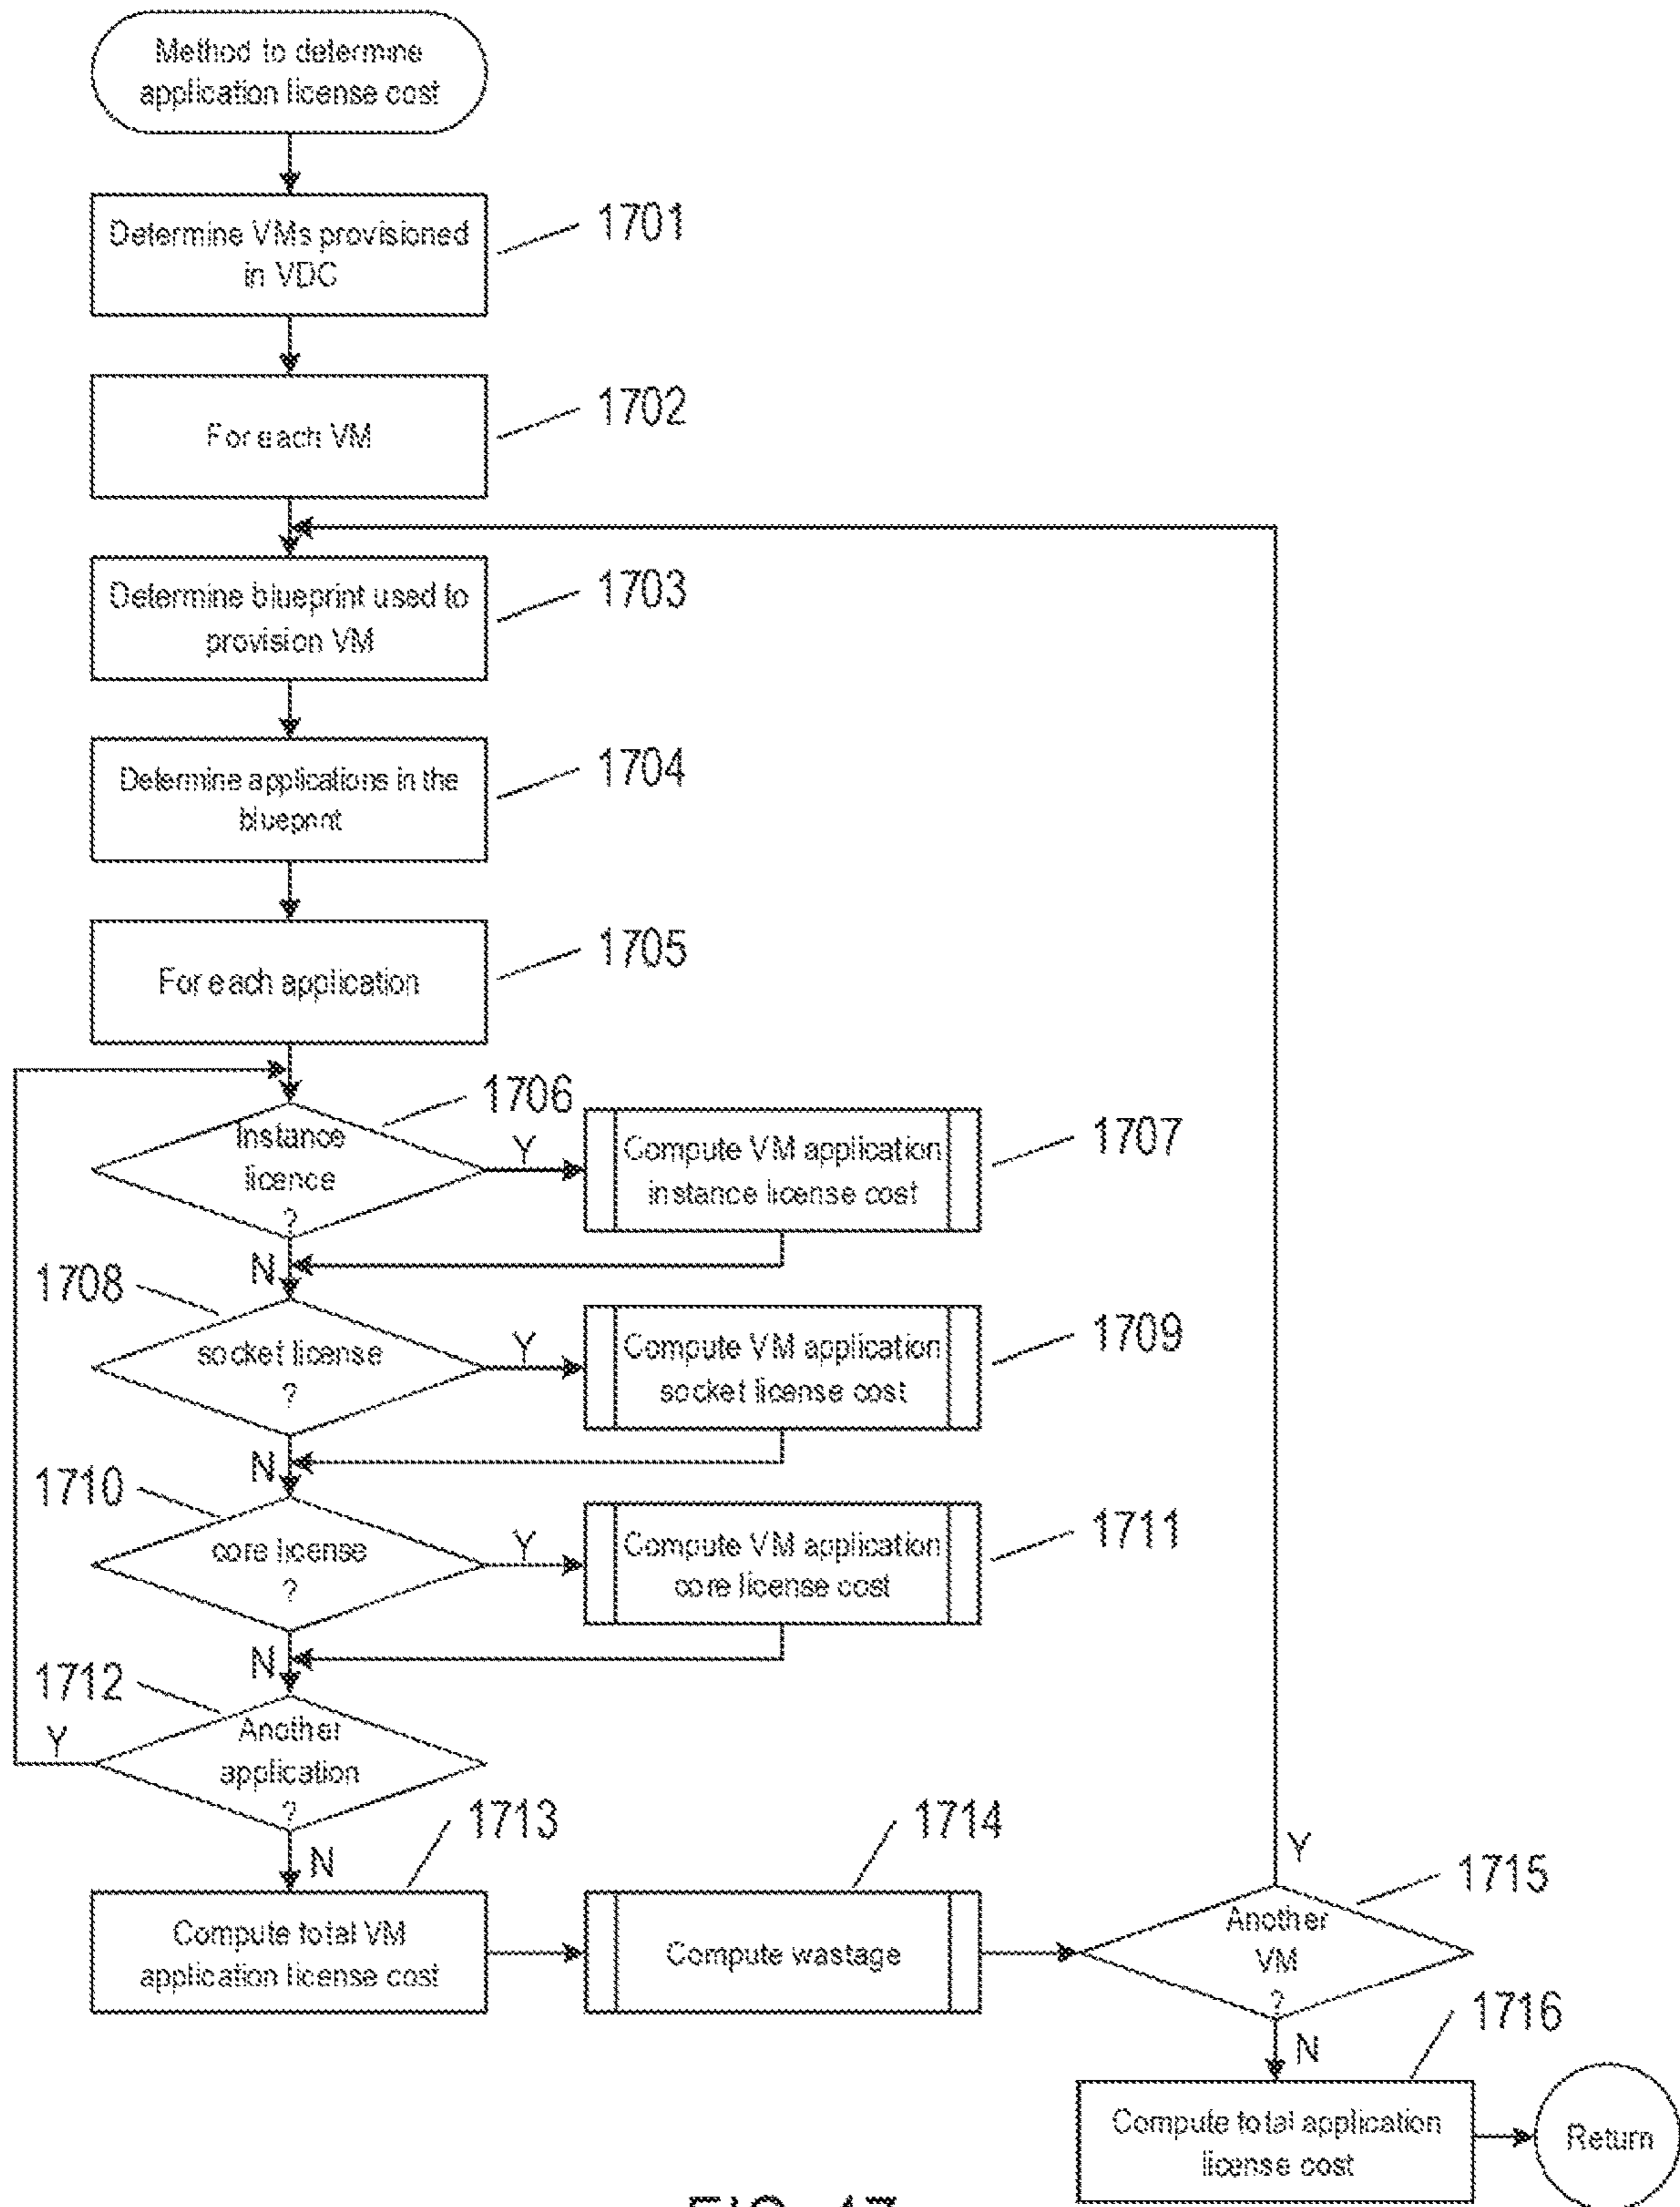 Method to determine
application license cost
Determine VMs provisioned
in VDC
1701
For each VM
1702
Determine blueprint used to
provision VM
1703
Determine applications in the
blueprint
1704
For each application
1705
Instance
licence
?
1706
Y
Compute VM application
instance license cost
1707
N
1708
socket license
?
Y
Compute VM application
socket license cost
1709
N
1710
core license
?
Y
Compute VM application
core license cost
1711
N
1712
Y
Another
application
?
N
1713
Compute total VM
application license cost
1714
Compute wastage
Y
1715
Another
VM
?
N
1716
Compute total application
license cost
Return
FIG. 17